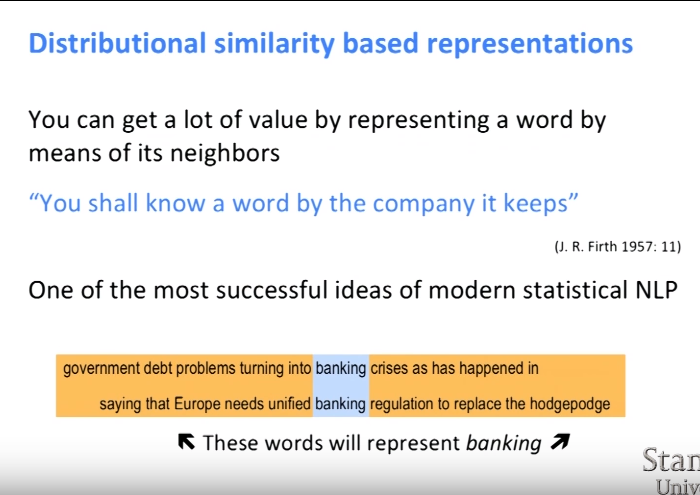 Distributional similarity based representations
You can get a lot of value by representing a word by
means of its neighbors
“You shall know a word by the company it keeps”
(J. R. Firth 1957: 11)
One of the most successful ideas of modern statistical NLP
government debt problems turning into banking crises as has happened in
saying that Europe needs unified banking regulation to replace the hodgepodge
↖ These words will represent banking ↗
Stan
Univ